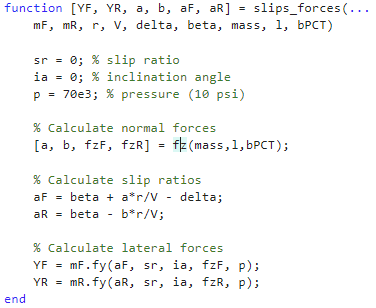 function [YF, YR, a, b, aF, aR] = slips_forces(...
    mF, mR, r, V, delta, beta, mass, l, bPCT)
    sr = 0; % slip ratio
    ia = 0; % inclination angle
    p = 70e3; % pressure (10 psi)
    % Calculate normal forces
    [a, b, fzF, fzR] = fz(mass,l,bPCT);
    % Calculate slip ratios
    aF = beta + a*r/V - delta;
    aR = beta - b*r/V;
    % Calculate lateral forces
    YF = mF.fy(aF, sr, ia, fzF, p);
    YR = mR.fy(aR, sr, ia, fzR, p);
end